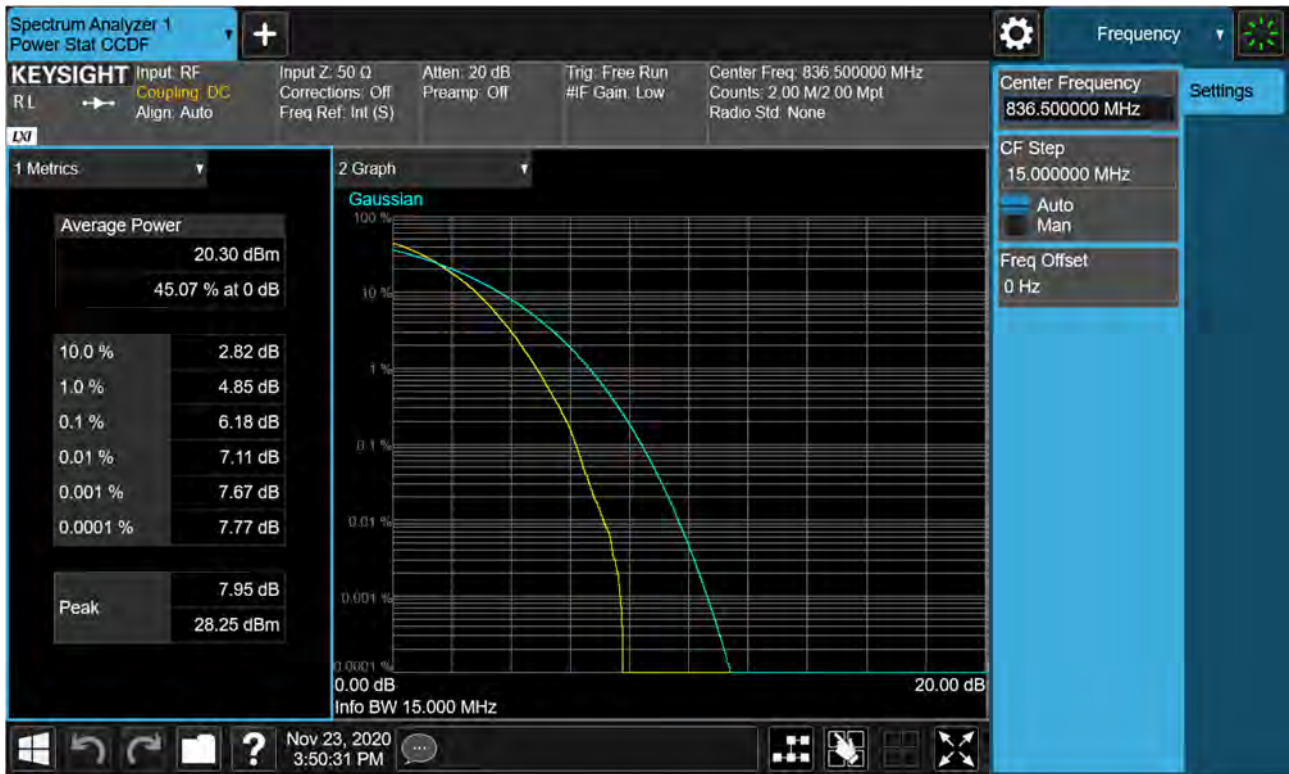 Spectrum Analyzer 1
Power Stat CCDF
Frequency
KEYSIGHT
RL
LXI
Input: RF
Coupling: DC
Align: Auto
Input Z: 50 Ω
Corrections: Off
Freq Ref: Int (S)
Atten: 20 dB
Preamp: Off
Trig: Free Run
#IF Gain: Low
Center Freq: 836.500000 MHz
Counts: 2.00 M/2.00 Mpt
Radio Std: None
Center Frequency
836.500000 MHz
Settings
CF Step
15.000000 MHz
Auto
Man
Freq Offset
0 Hz
1 Metrics
Average Power
20.30 dBm
45.07 % at 0 dB
10.0 % 2.82 dB
1.0 % 4.85 dB
0.1 % 6.18 dB
0.01 % 7.11 dB
0.001 % 7.67 dB
0.0001 % 7.77 dB
Peak
7.95 dB
28.25 dBm
2 Graph
Gaussian
100 %
10 %
1 %
0.1 %
0.01 %
0.001 %
0.0001 %
0.00 dB 20.00 dB
Info BW 15.000 MHz
?
Nov 23, 2020
3:50:31 PM